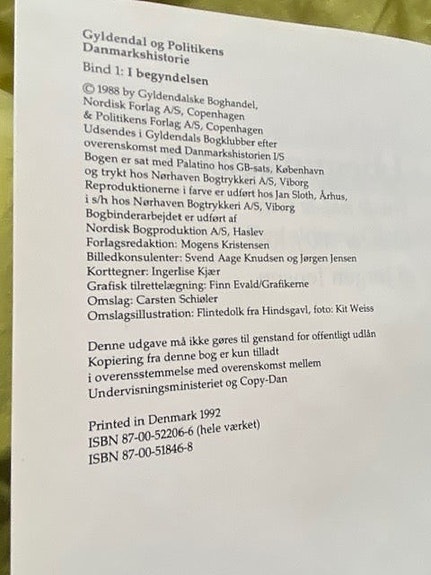 Gyldendal og Politikens
Danmarkshistorie
Bind 1: I begyndelsen
© 1988 by Gyldendalske Boghandel,
Nordisk Forlag A/S, Copenhagen
& Politikens Forlag A/S, Copenhagen
Udsendes i Gyldendals Bogklubber efter
overenskomst med Danmarkshistorien I/S
Bogen er sat med Palatino hos GB-sats, København
og trykt hos Nørhaven Bogtrykkeri A/S, Viborg
Reproduktionerne i farve er udført hos Jan Sloth, Århus,
i s/h hos Nørhaven Bogtrykkeri A/S, Viborg
Bogbinderarbejdet er udført af
Nordisk Bogproduktion A/S, Haslev
Forlagsredaktion: Mogens Kristensen
Billedkonsulenter: Svend Aage Knudsen og Jørgen Jensen
Korttegner: Ingerlise Kjær
Grafisk tilrettelægning: Finn Evald/Grafikerne
Omslag: Carsten Schiøler
Omslagsillustration: Flintedolk fra Hindsgavl, foto: Kit Weiss
Denne udgave må ikke gøres til genstand for offentligt udlån
Kopiering fra denne bog er kun tilladt
i overensstemmelse med overenskomst mellem
Undervisningsministeriet og Copy-Dan
Printed in Denmark 1992
ISBN 87-00-52206-6 (hele værket)
ISBN 87-00-51846-8